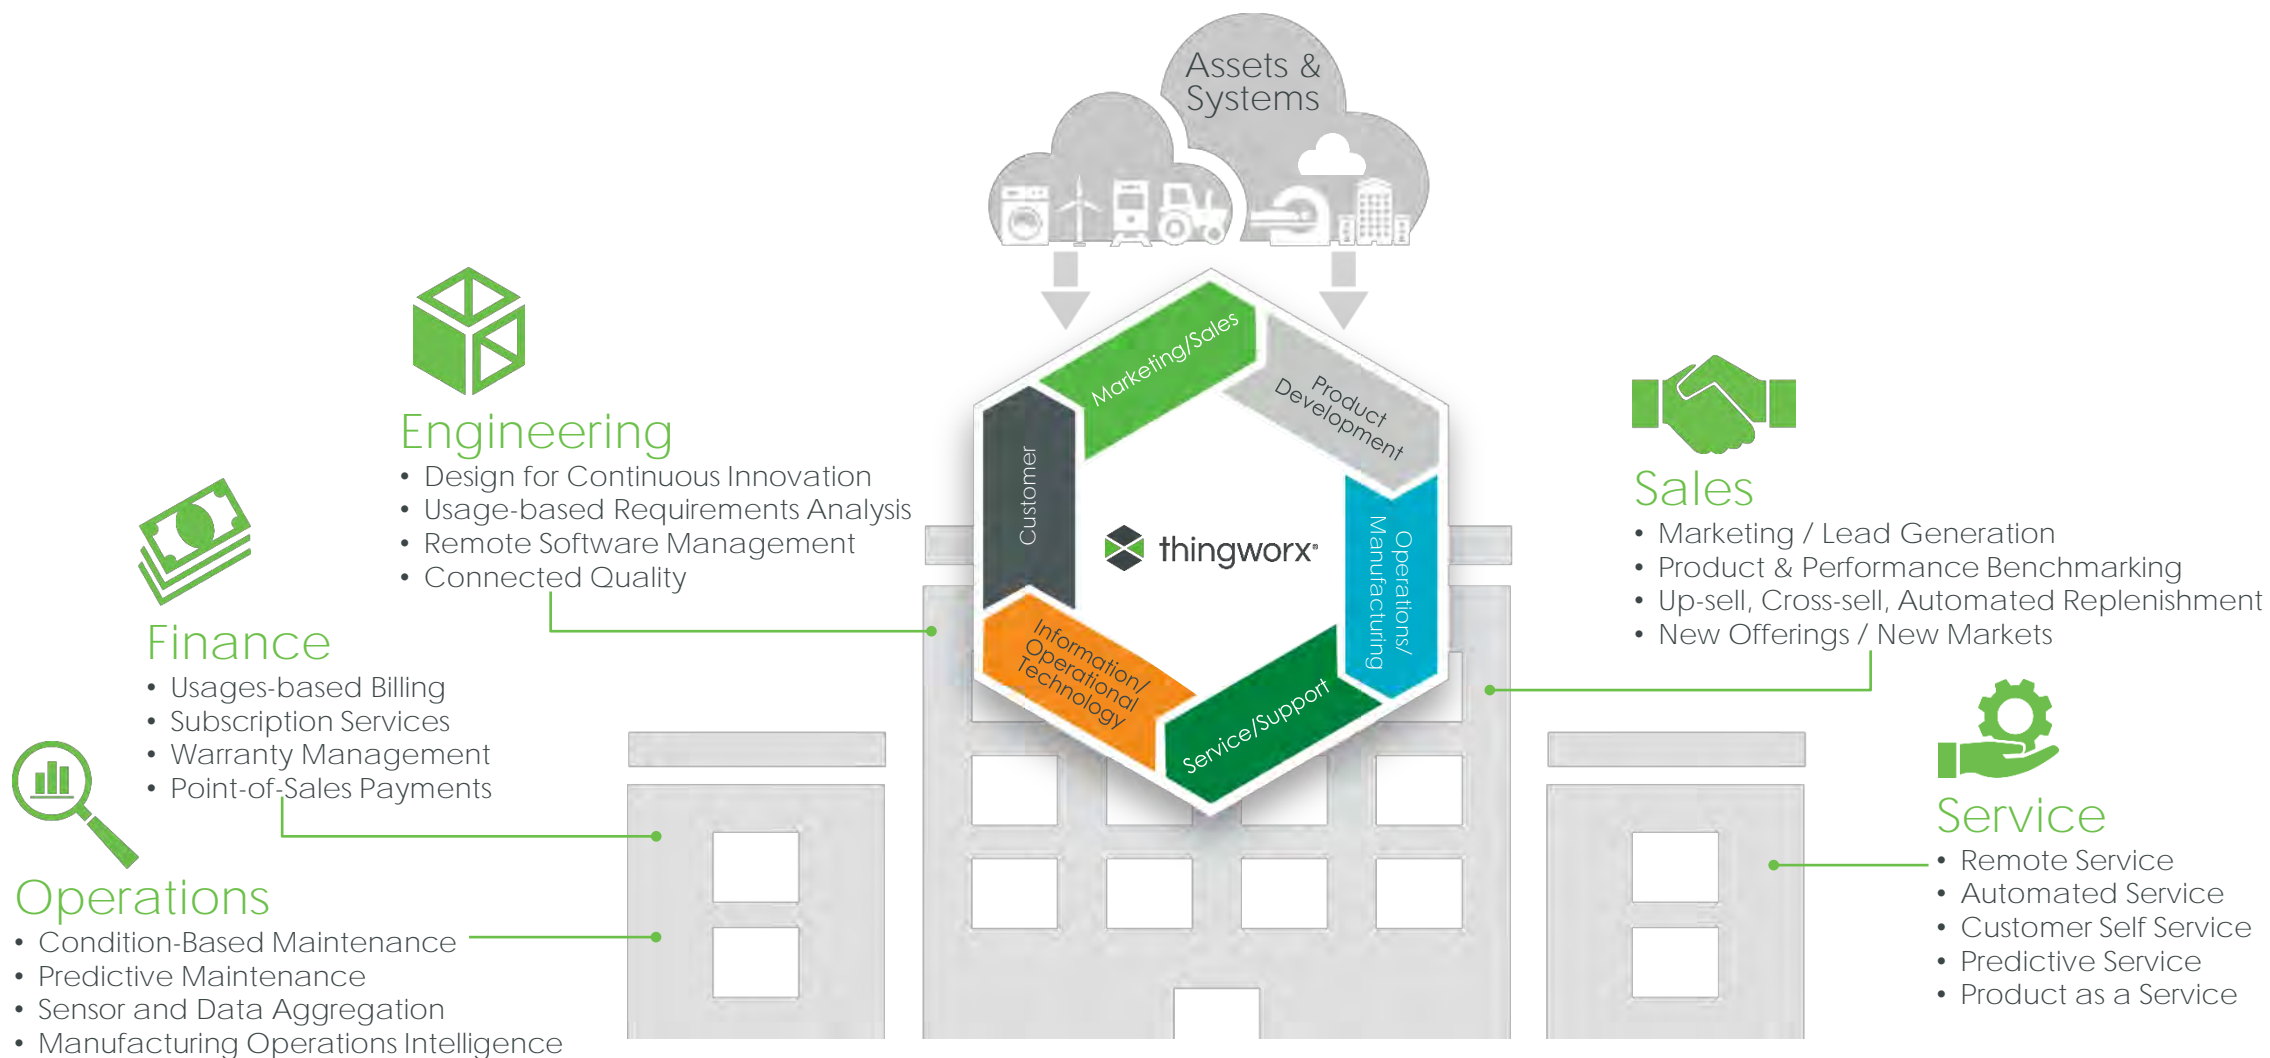 Assets &
Systems
Marketing/Sales
Product
Development
Customer
Operations/
Manufacturing
Information/
Operational
Technology
Service/Support
thingworx®
Engineering
• Design for Continuous Innovation
• Usage-based Requirements Analysis
• Remote Software Management
• Connected Quality
Finance
• Usages-based Billing
• Subscription Services
• Warranty Management
• Point-of-Sales Payments
Operations
• Condition-Based Maintenance
• Predictive Maintenance
• Sensor and Data Aggregation
• Manufacturing Operations Intelligence
Sales
• Marketing / Lead Generation
• Product & Performance Benchmarking
• Up-sell, Cross-sell, Automated Replenishment
• New Offerings / New Markets
Service
• Remote Service
• Automated Service
• Customer Self Service
• Predictive Service
• Product as a Service